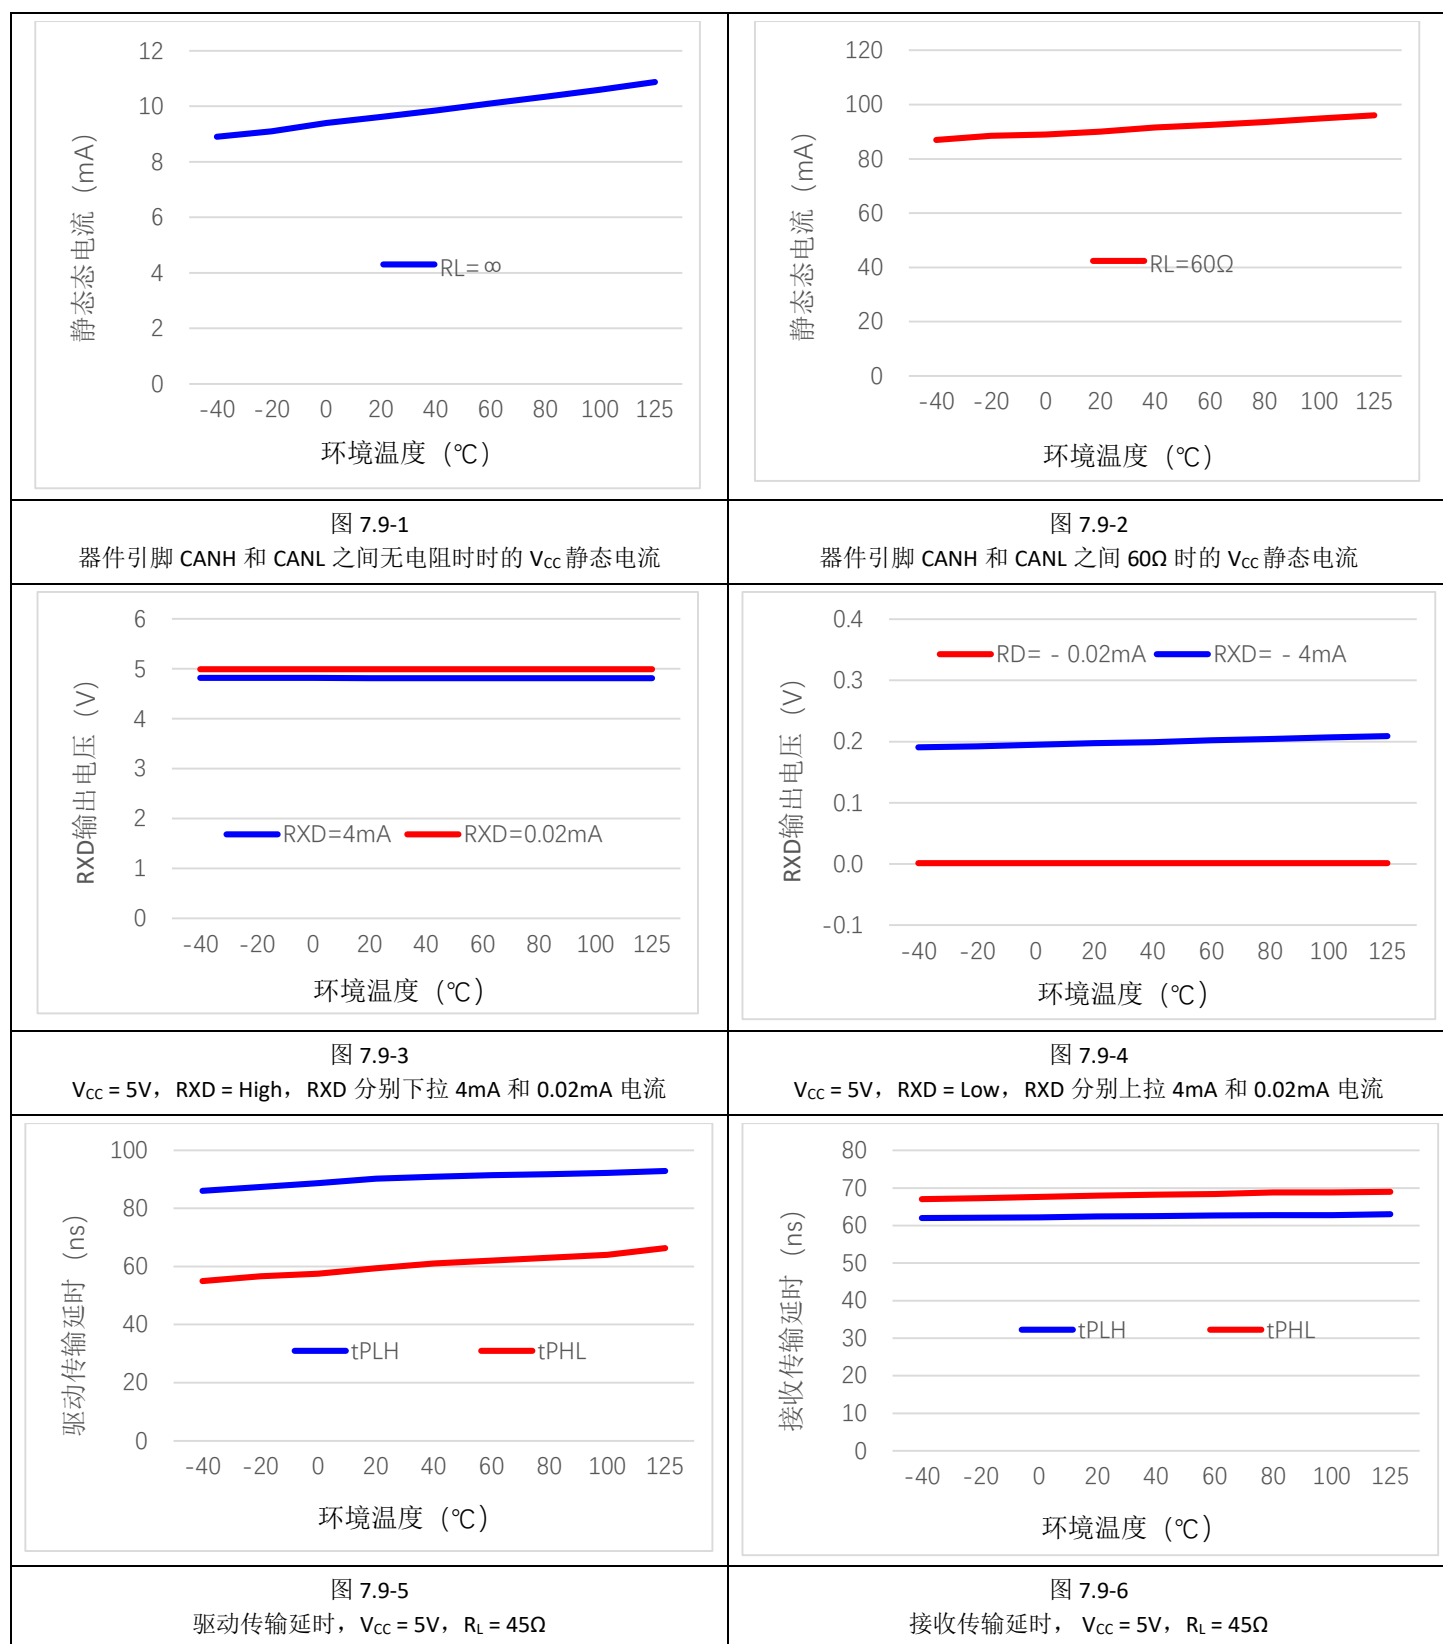 12
10
8
6
4
2
0
静态态电流（mA）
RL=∞
-40 -20 0 20 40 60 80 100 125
环境温度（℃）
120
100
80
60
40
20
0
静态态电流（mA）
RL=60Ω
-40 -20 0 20 40 60 80 100 125
环境温度（℃）
图 7.9-1
器件引脚 CANH 和 CANL 之间无电阻时时的 VCC 静态电流
图 7.9-2
器件引脚 CANH 和 CANL 之间 60Ω 时的 VCC 静态电流
6
5
4
3
2
1
0
RXD输出电压（V）
RXD=4mA RXD=0.02mA
-40 -20 0 20 40 60 80 100 125
环境温度（℃）
0.4
0.3
0.2
0.1
0.0
-0.1
RXD输出电压（V）
RD=－0.02mA RXD=－4mA
-40 -20 0 20 40 60 80 100 125
环境温度（℃）
图 7.9-3
VCC = 5V，RXD = High，RXD 分别下拉 4mA 和 0.02mA 电流
图 7.9-4
VCC = 5V，RXD = Low，RXD 分别上拉 4mA 和 0.02mA 电流
100
80
60
40
20
0
驱动传输延时（ns）
tPLH tPHL
-40 -20 0 20 40 60 80 100 125
环境温度（℃）
80
70
60
50
40
30
20
10
0
接收传输延时（ns）
tPLH tPHL
-40 -20 0 20 40 60 80 100 125
环境温度（℃）
图 7.9-5
驱动传输延时，VCC = 5V，RL = 45Ω
图 7.9-6
接收传输延时， VCC = 5V，RL = 45Ω